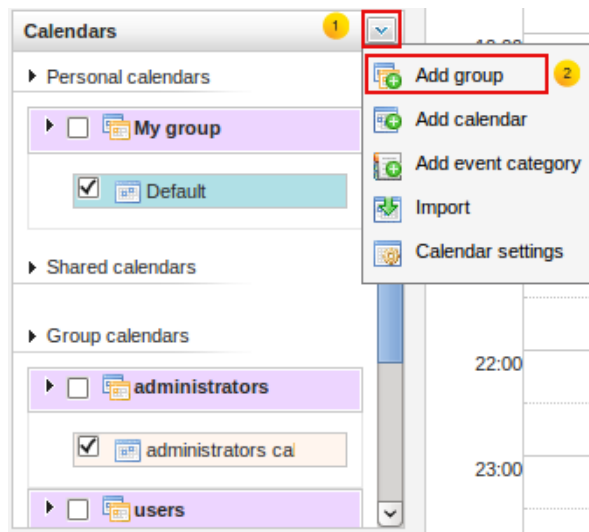 Calendars
1
Personal calendars
My group
Default
Shared calendars
Group calendars
administrators
administrators cal
users
Add group
2
Add calendar
Add event category
Import
Calendar settings
22:00
23:00